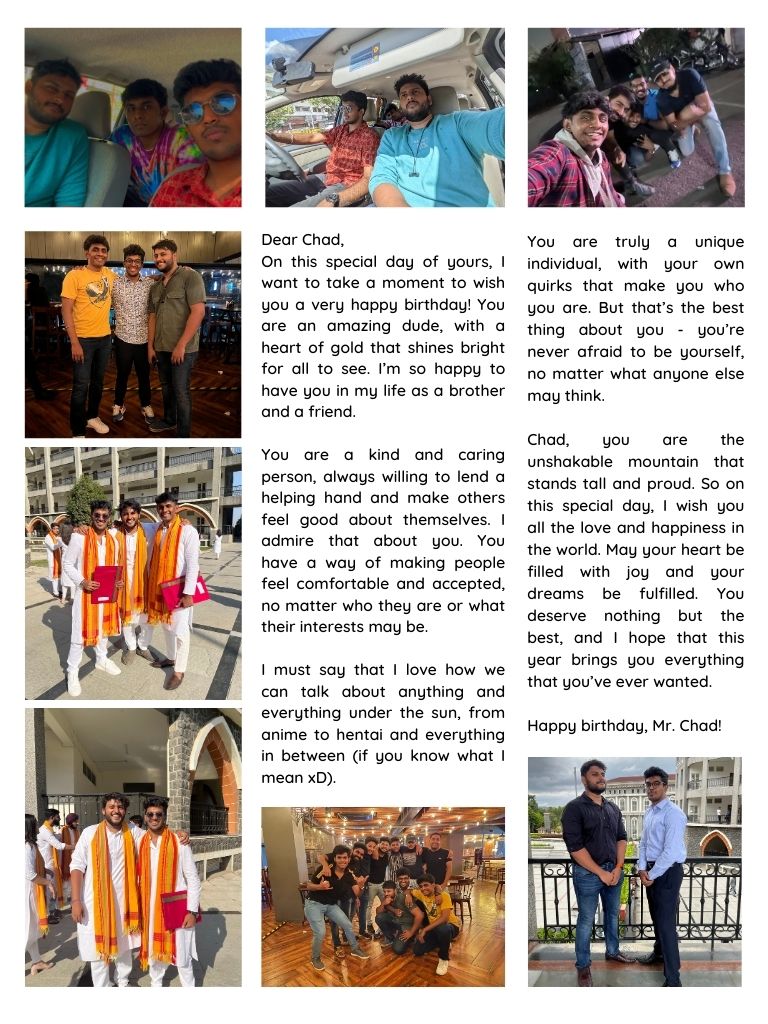 Dear Chad,
On this special day of yours, I
want to take a moment to wish
you a very happy birthday! You
are an amazing dude, with a
heart of gold that shines bright
for all to see. I'm so happy to
have you in my life as a brother
and a friend.
You are a kind and caring
person, always willing to lend a
helping hand and make others
feel good about themselves. I
admire that about you. You
have a way of making people
feel comfortable and accepted,
no matter who they are or what
their interests may be.
I must say that I love how we
can talk about anything and
everything under the sun, from
anime to hentai and everything
in between (if you know what I
mean xD).
You are truly a unique
individual, with your own
quirks that make you who
you are. But that's the best
thing about you - you're
never afraid to be yourself,
no matter what anyone else
may think.
Chad, you are the
unshakable mountain that
stands tall and proud. So on
this special day, I wish you
all the love and happiness in
the world. May your heart be
filled with joy and your
dreams be fulfilled. You
deserve nothing but the
best, and I hope that this
year brings you everything
that you've ever wanted.
Happy birthday, Mr. Chad!